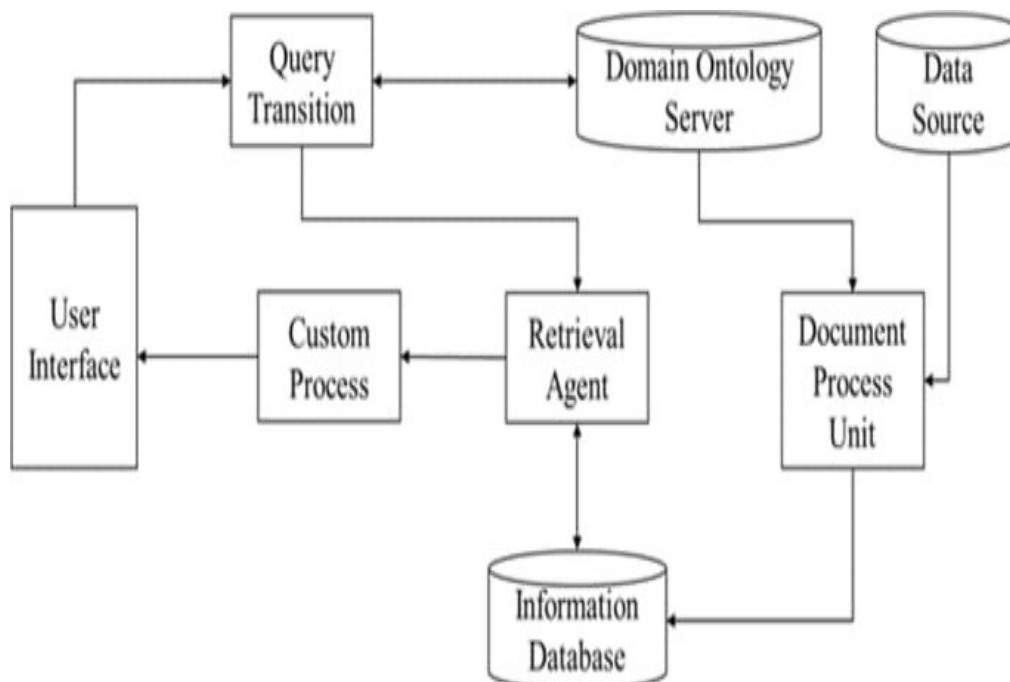 Query
Transition
Domain Ontology
Server
Data
Source
User
Interface
Custom
Process
Retrieval
Agent
Document
Process
Unit
Information
Database